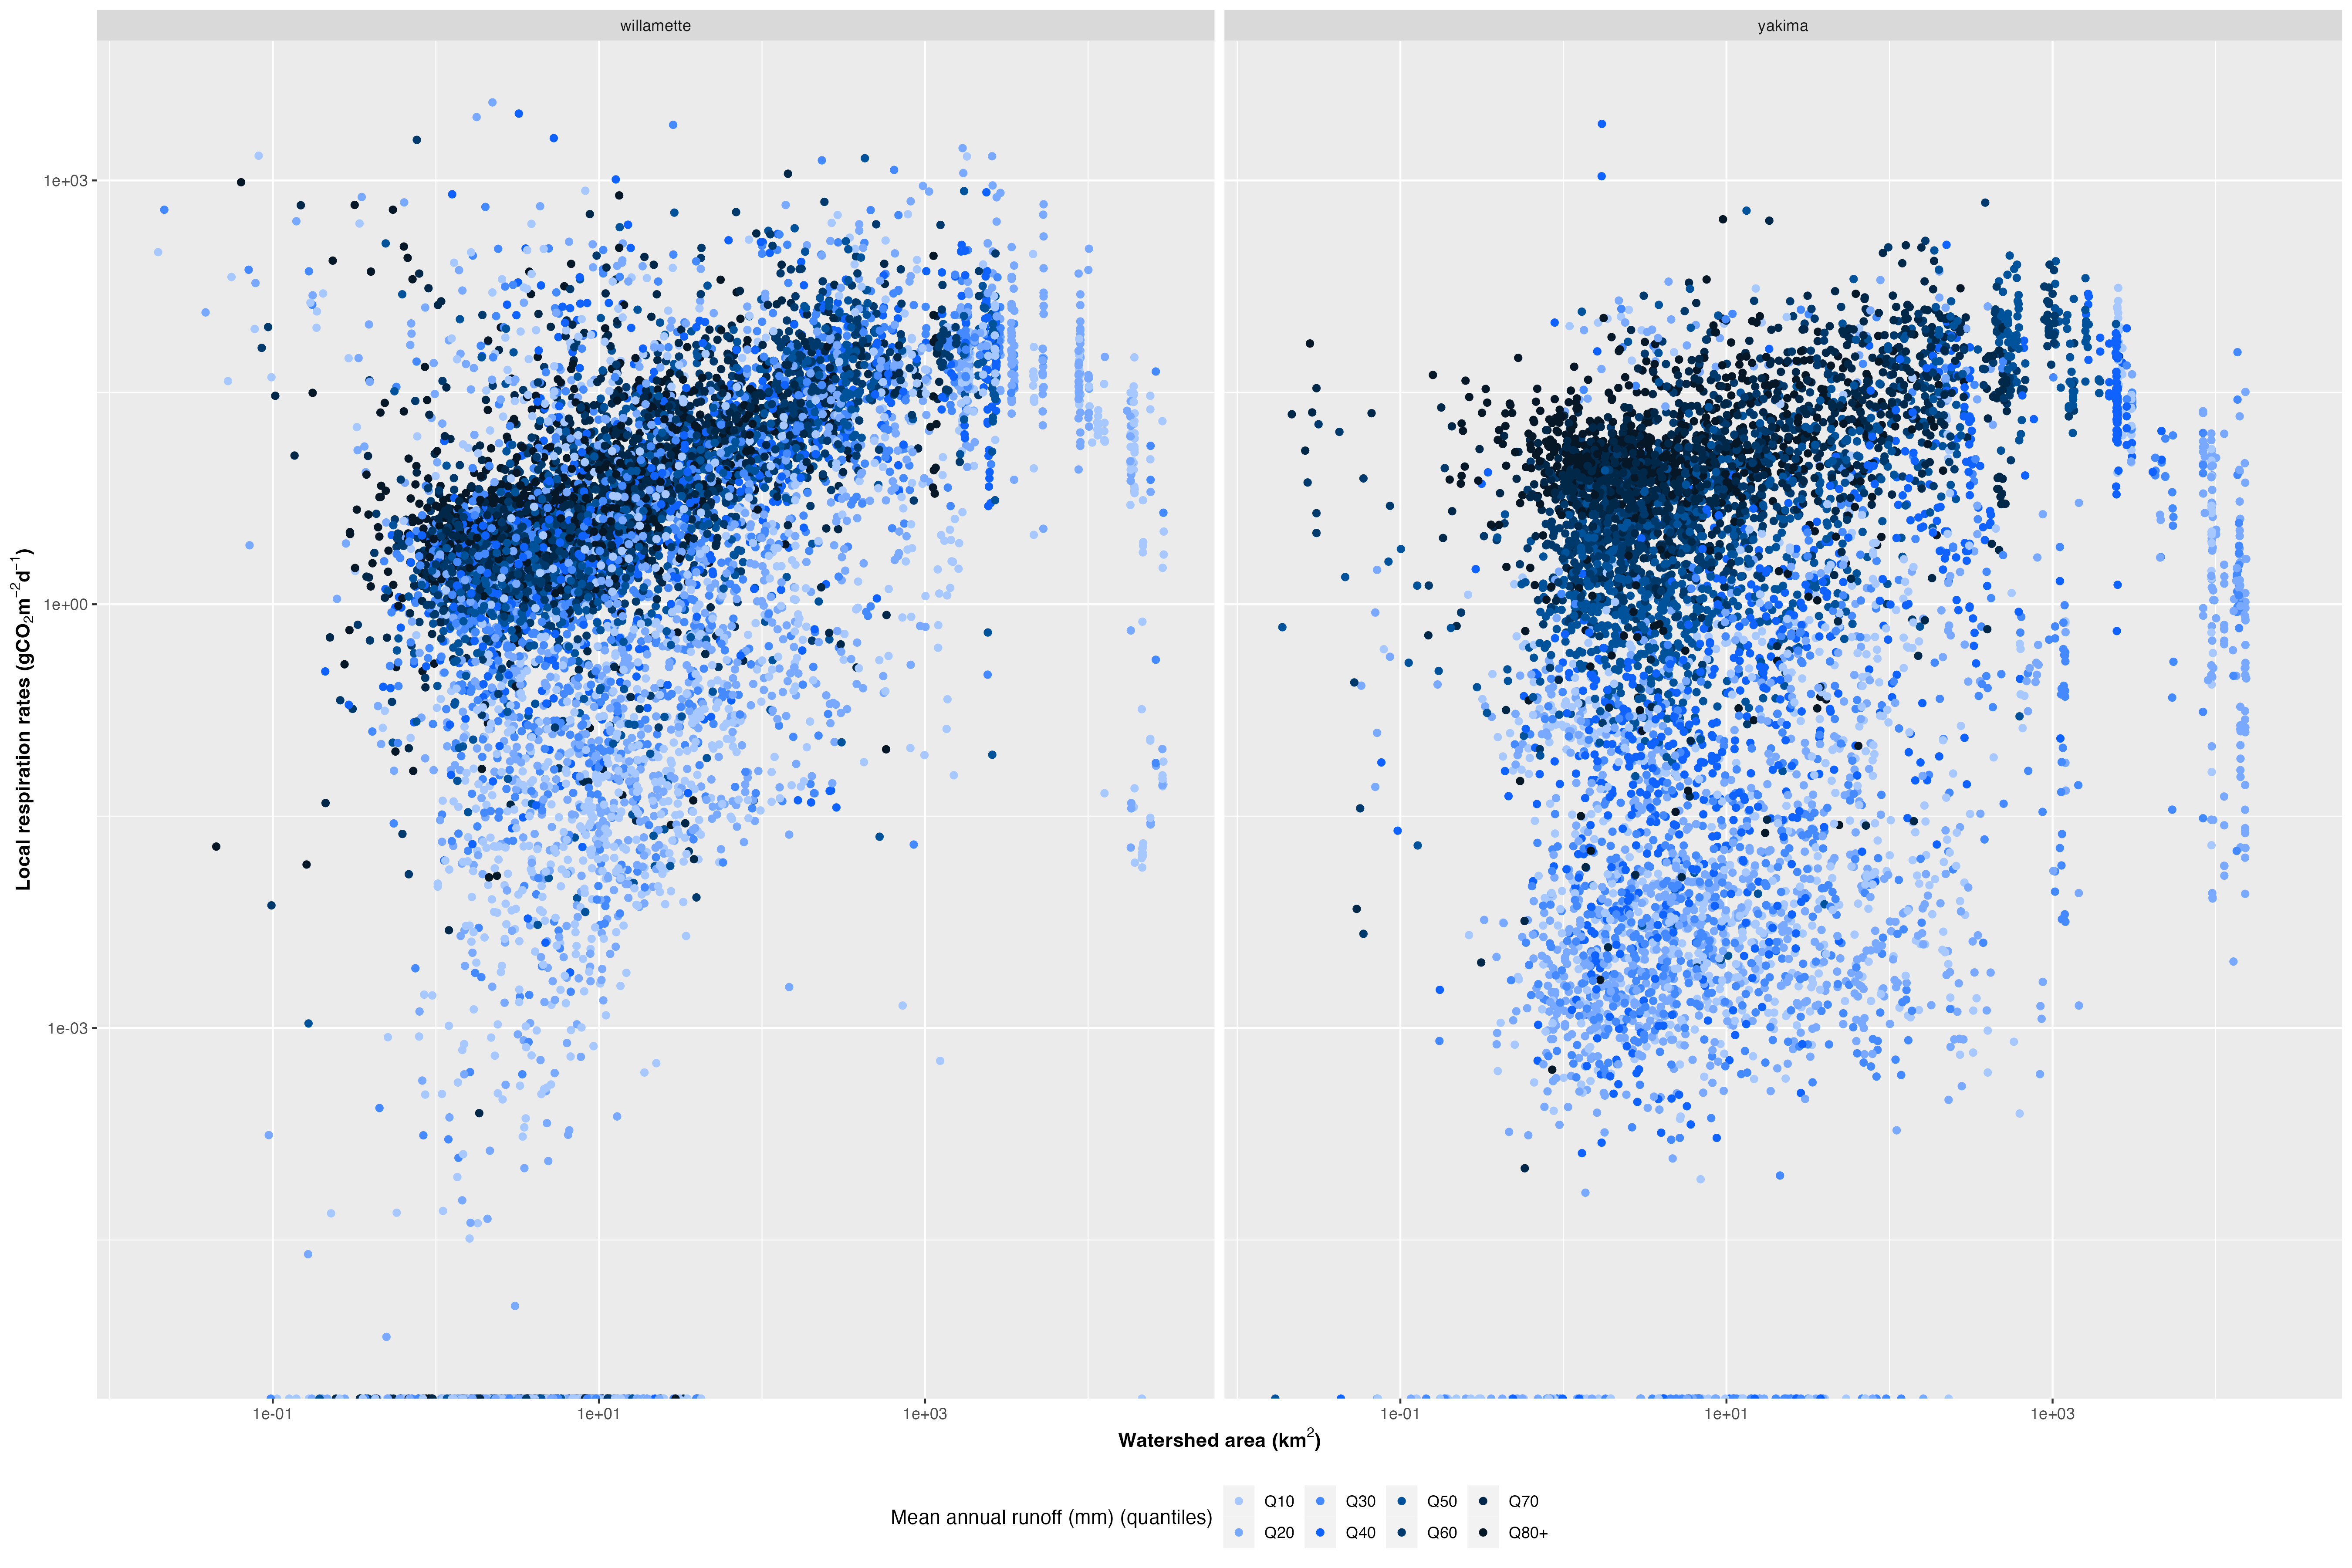 willamette yakima
1e+03
1e+00
1e-03
Local respiration rates (gCO₂m⁻²d⁻¹)
1e-01 1e+01 1e+03 1e-01 1e+01 1e+03
Watershed area (km²)
Mean annual runoff (mm) (quantiles)
Q10 Q30 Q50 Q70
Q20 Q40 Q60 Q80+